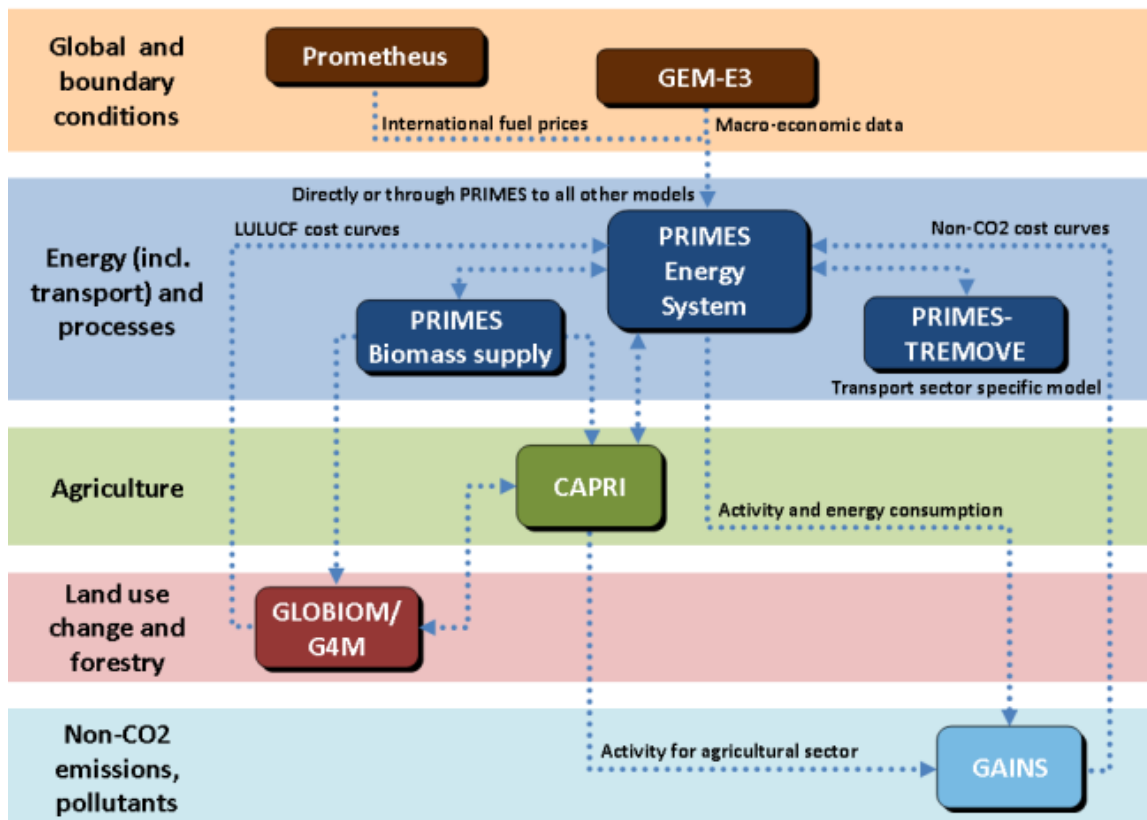 Global and
boundary
conditions
Prometheus
GEM-E3
International fuel prices
Macro-economic data
Directly or through PRIMES to all other models
LULUCF cost curves
Non-CO2 cost curves
Energy (incl.
transport) and
processes
PRIMES
Energy
System
PRIMES
Biomass supply
PRIMES-
TREMOVE
Transport sector specific model
Agriculture
CAPRI
Activity and energy consumption
Land use
change and
forestry
GLOBIOM/
G4M
Non-CO2
emissions,
pollutants
Activity for agricultural sector
GAINS